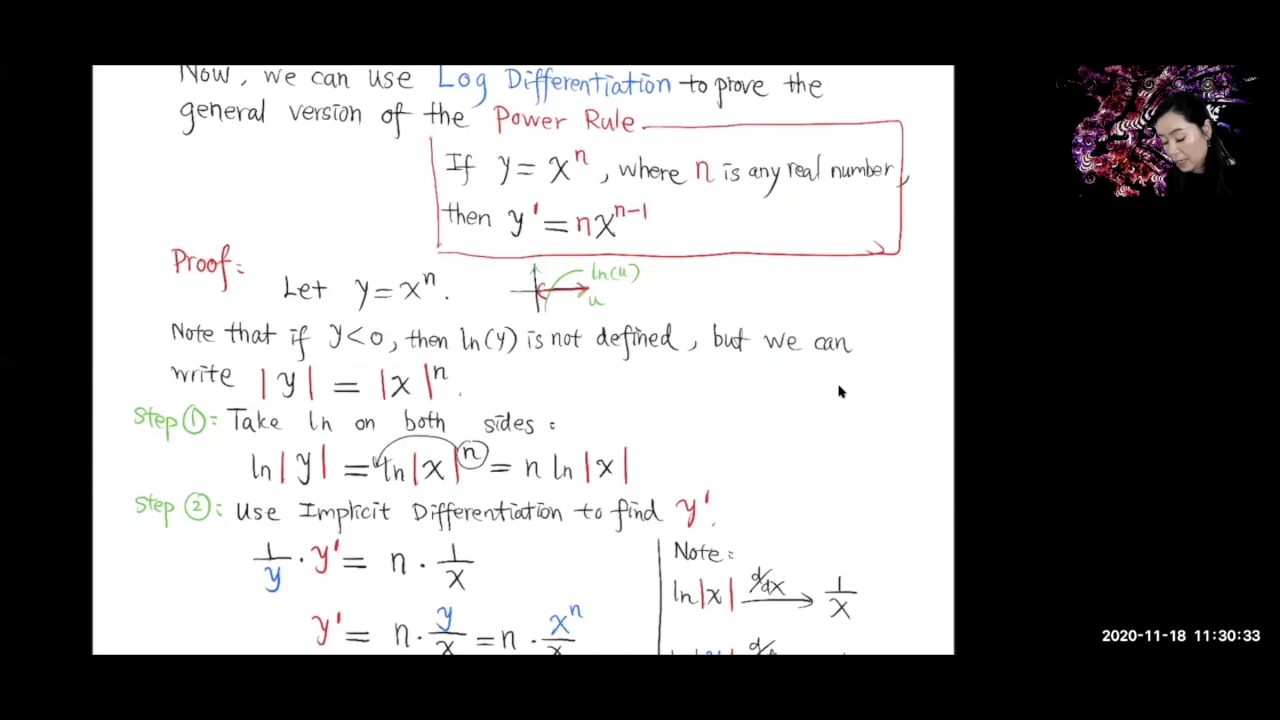 Now, we can use Log Differentiation to prove the
general version of the Power Rule.
If y = x^n, where n is any real number,
then y' = nx^{n-1}
Proof:
Let y = x^n.
ln(u)
u
Note that if y<0, then ln(y) is not defined, but we can
write |y| = |x|^n.
Step ①: Take ln on both sides:
ln|y| = ln|x|^n = n ln|x|
Step ②: Use Implicit Differentiation to find y'.
1/y · y' = n · 1/x
y' = n · y/x = n · x^n/x
Note:
ln|x| d/dx → 1/x
2020-11-18 11:30:33